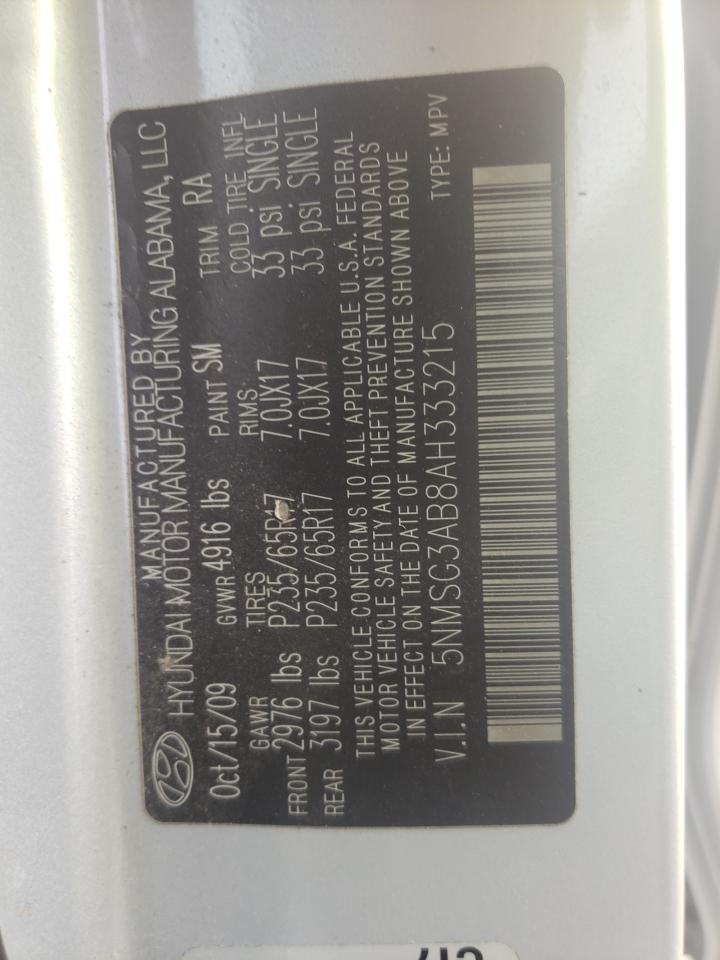 MANUFACTURED BY
HYUNDAI MOTOR MANUFACTURING ALABAMA, LLC
Oct/15/09 GVWR 4916 lbs PAINT SM TRIM RA
GAWR TIRES RIMS COLD TIRE INFL
FRONT 2976 lbs P235/65R17 7.0JX17 33 psi SINGLE
REAR 3197 lbs P235/65R17 7.0JX17 33 psi SINGLE
THIS VEHICLE CONFORMS TO ALL APPLICABLE U.S.A. FEDERAL
MOTOR VEHICLE SAFETY AND THEFT PREVENTION STANDARDS
IN EFFECT ON THE DATE OF MANUFACTURE SHOWN ABOVE
V.I.N 5NMSG3AB8AH333215 TYPE: MPV